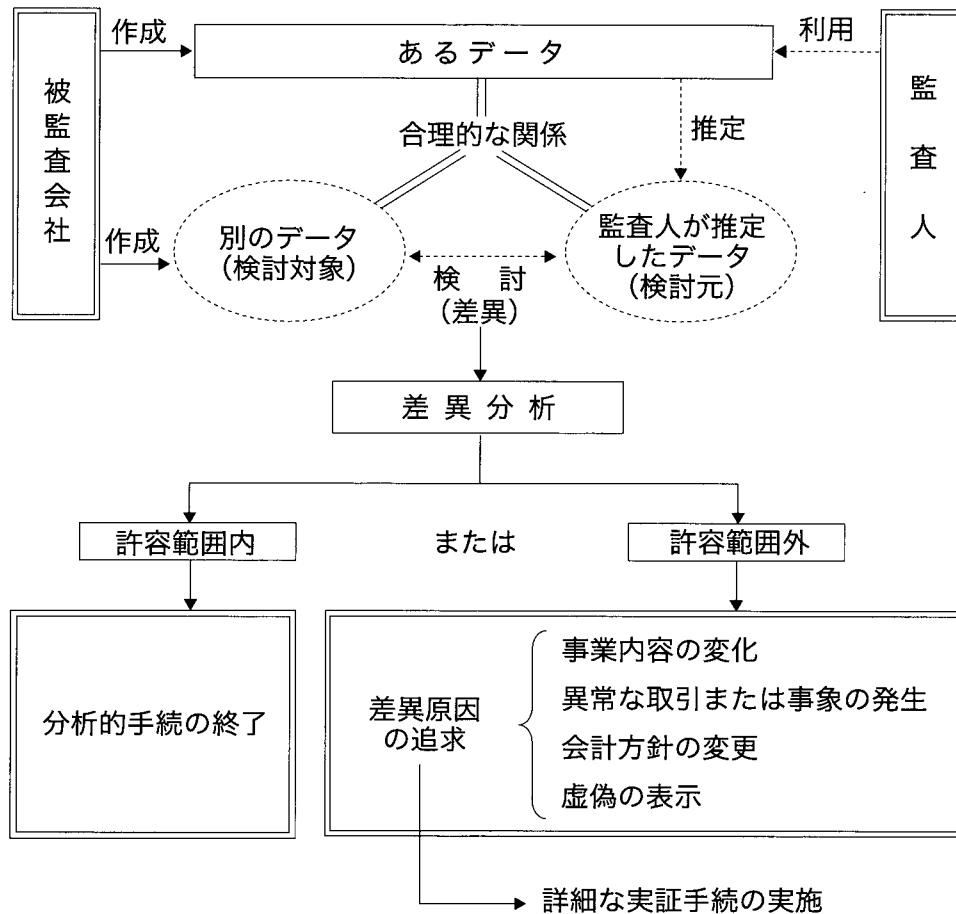 作成
あるデータ
利用
被監査会社
監査人
合理的な関係
推定
作成
別のデータ
（検討対象）
監査人が推定
したデータ
（検討元）
検　討
（差異）
差異分析
許容範囲内
または
許容範囲外
分析的手続の終了
差異原因
の追求
事業内容の変化
異常な取引または事象の発生
会計方針の変更
虚偽の表示
詳細な実証手続の実施